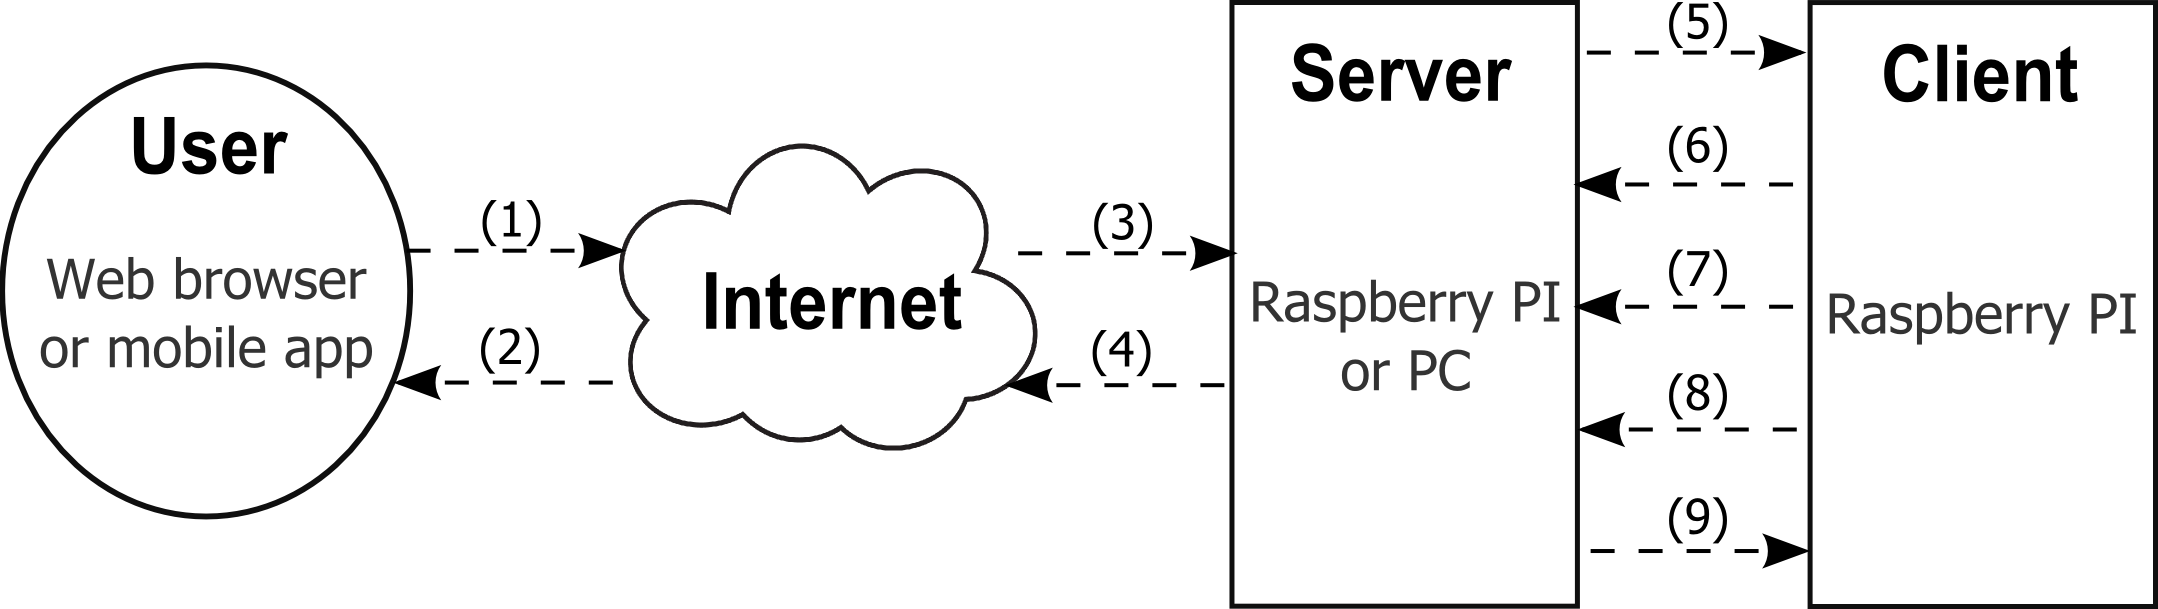 User
Web browser
or mobile app
(1)
(2)
Internet
(3)
(4)
Server
Raspberry PI
or PC
(5)
(6)
(7)
(8)
(9)
Client
Raspberry PI